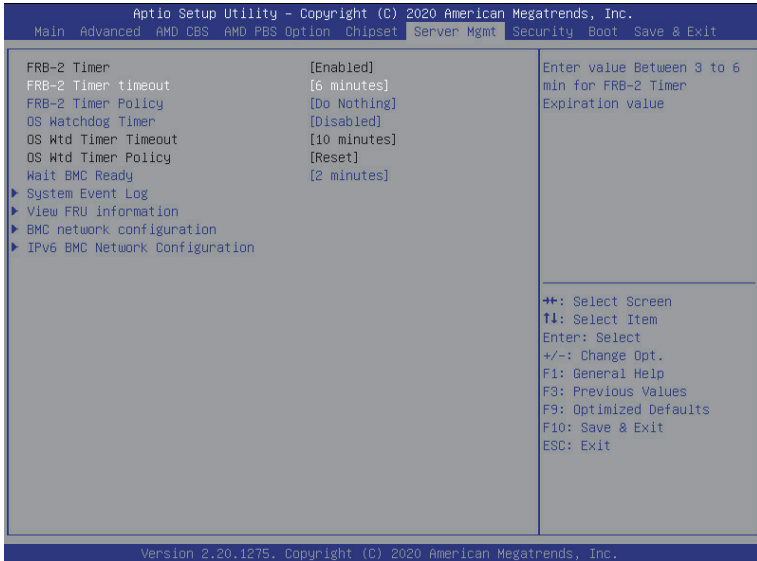 Aptio Setup Utility – Copyright (C) 2020 American Megatrends, Inc.
Main Advanced AMD CBS AMD PBS Option Chipset Server Mgmt Security Boot Save & Exit
FRB-2 Timer [Enabled]
FRB-2 Timer timeout [6 minutes]
FRB-2 Timer Policy [Do Nothing]
OS Watchdog Timer [Disabled]
OS Wtd Timer Timeout [10 minutes]
OS Wtd Timer Policy [Reset]
Wait BMC Ready [2 minutes]
System Event Log
View FRU information
BMC network configuration
IPv6 BMC Network Configuration
Enter value Between 3 to 6
min for FRB-2 Timer
Expiration value
→←: Select Screen
↑↓: Select Item
Enter: Select
+/-: Change Opt.
F1: General Help
F3: Previous Values
F9: Optimized Defaults
F10: Save & Exit
ESC: Exit
Version 2.20.1275. Copyright (C) 2020 American Megatrends, Inc.